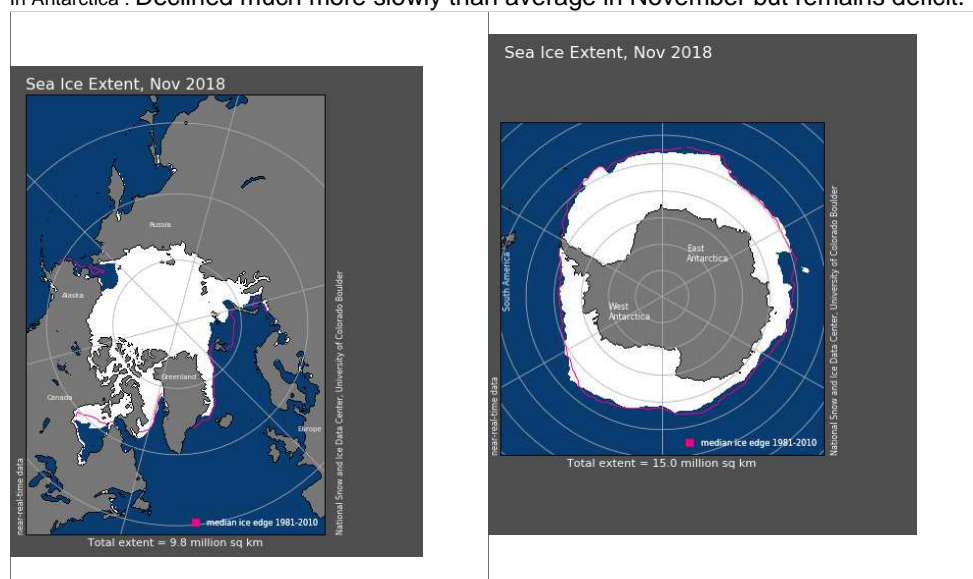 in Antarctica : Declined much more slowly than average in November but remains deficit.
Sea Ice Extent, Nov 2018
Russia
Alaska
Greenland
Canada
Europe
near-real-time data
National Snow and Ice Data Center, University of Colorado Boulder
median ice edge 1981-2010
Total extent = 9.8 million sq km
Sea Ice Extent, Nov 2018
South America
East
Antarctica
West
Antarctica
near-real-time data
National Snow and Ice Data Center, University of Colorado Boulder
median ice edge 1981-2010
Total extent = 15.0 million sq km